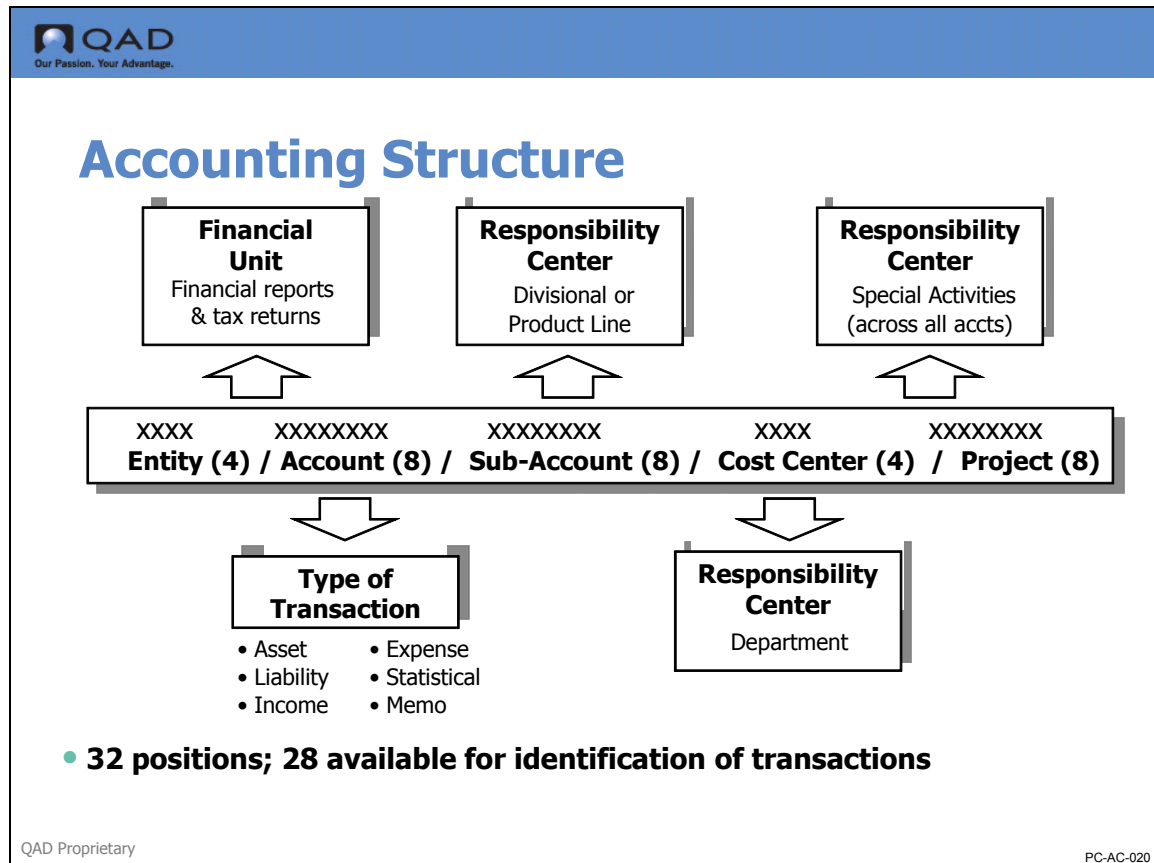 QAD
Our Passion. Your Advantage.
Accounting Structure
Financial
Unit
Financial reports
& tax returns
Responsibility
Center
Divisional or
Product Line
Responsibility
Center
Special Activities
(across all accts)
XXXX XXXXXXXX XXXXXXXX XXXX XXXXXXXX
Entity (4) / Account (8) / Sub-Account (8) / Cost Center (4) / Project (8)
Type of
Transaction
• Asset • Expense
• Liability • Statistical
• Income • Memo
Responsibility
Center
Department
• 32 positions; 28 available for identification of transactions
QAD Proprietary
PC-AC-020